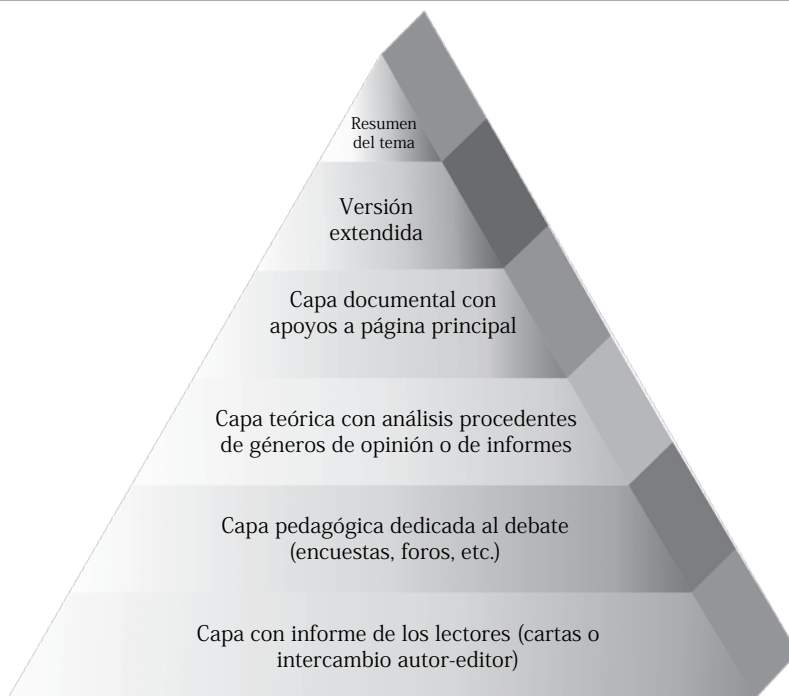 Resumen
del tema
Versión
extendida
Capa documental con
apoyos a página principal
Capa teórica con análisis procedentes
de géneros de opinión o de informes
Capa pedagógica dedicada al debate
(encuestas, foros, etc.)
Capa con informe de los lectores (cartas o
intercambio autor-editor)